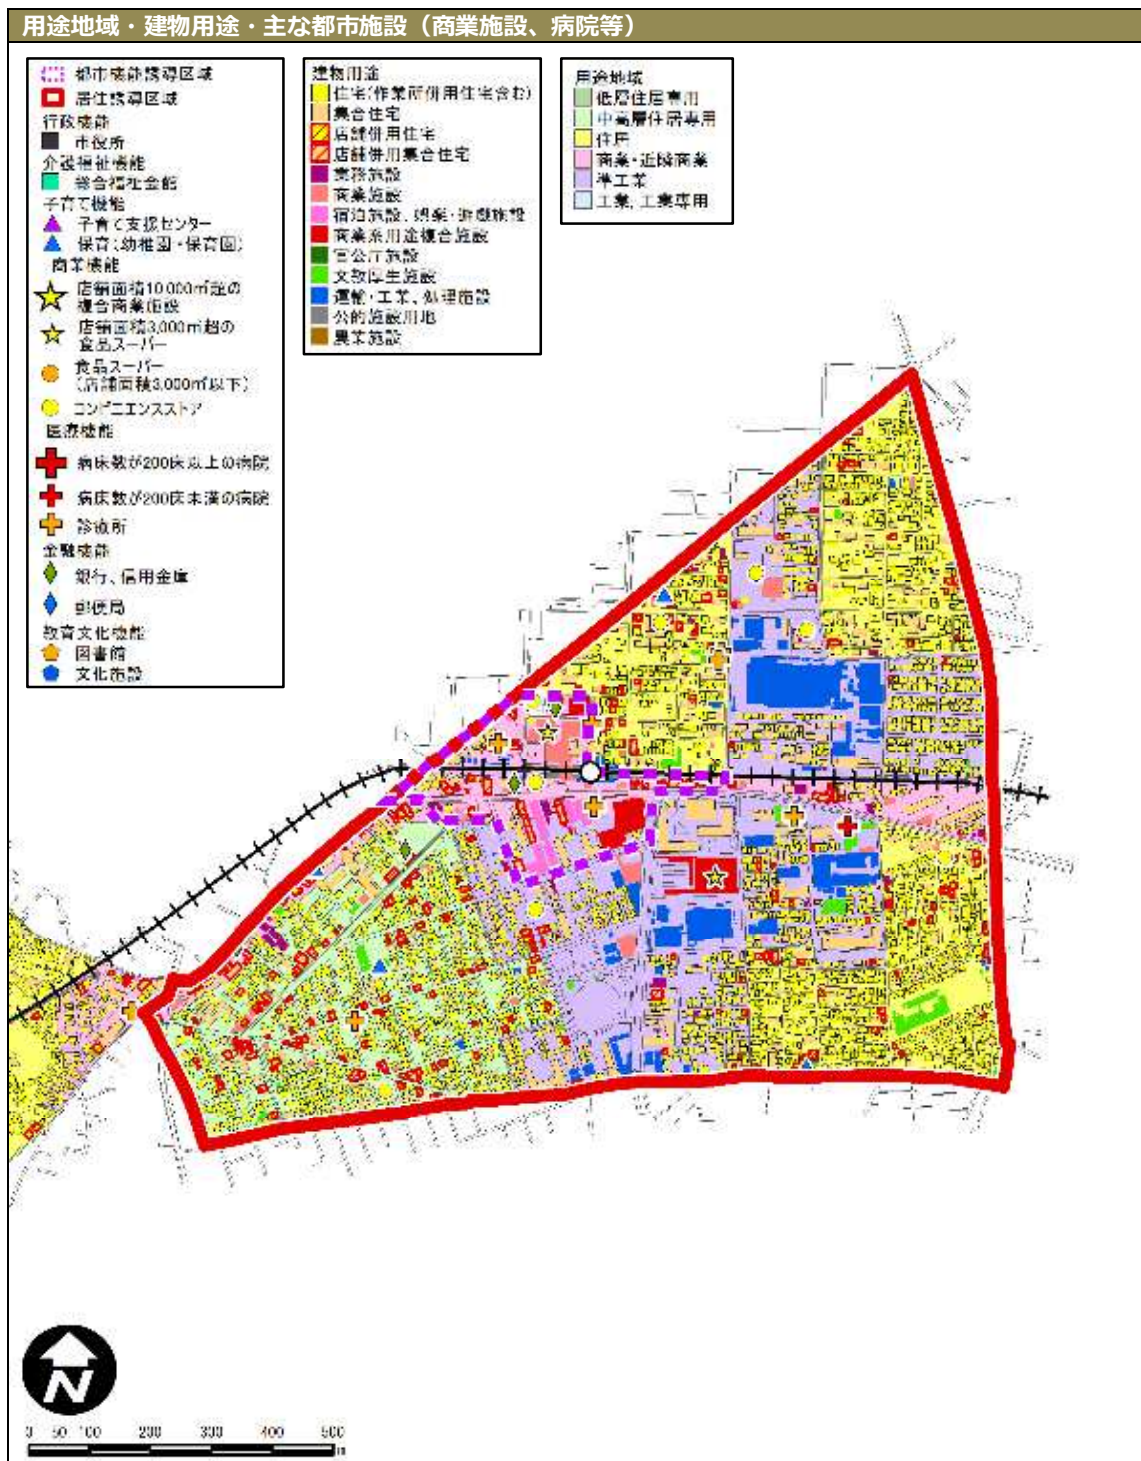 用途地域・建物用途・主な都市施設（商業施設、病院等）
都市機能誘導区域
居住誘導区域
行政機能
市役所
介護福祉機能
総合福祉会館
子育て機能
子育て支援センター
保育（幼稚園・保育園）
商業機能
店舗面積10,000㎡超の
複合商業施設
店舗面積3,000㎡超の
食品スーパー
食品スーパー
（店舗面積3,000㎡以下）
コンビニエンスストア
医療機能
病床数が200床以上の病院
病床数が200床未満の病院
診療所
金融機能
銀行、信用金庫
郵便局
教育文化機能
図書館
文化施設
建物用途
住宅(作業所併用住宅含む)
集合住宅
店舗併用住宅
店舗併用集合住宅
業務施設
商業施設
宿泊施設、娯楽・遊戯施設
商業系用途複合施設
官公庁施設
文教厚生施設
運輸・工業、処理施設
公的施設用地
農業施設
用途地域
低層住居専用
中高層住居専用
住居
商業・近隣商業
準工業
工業、工業専用
N
0 50 100 200 300 400 500
m